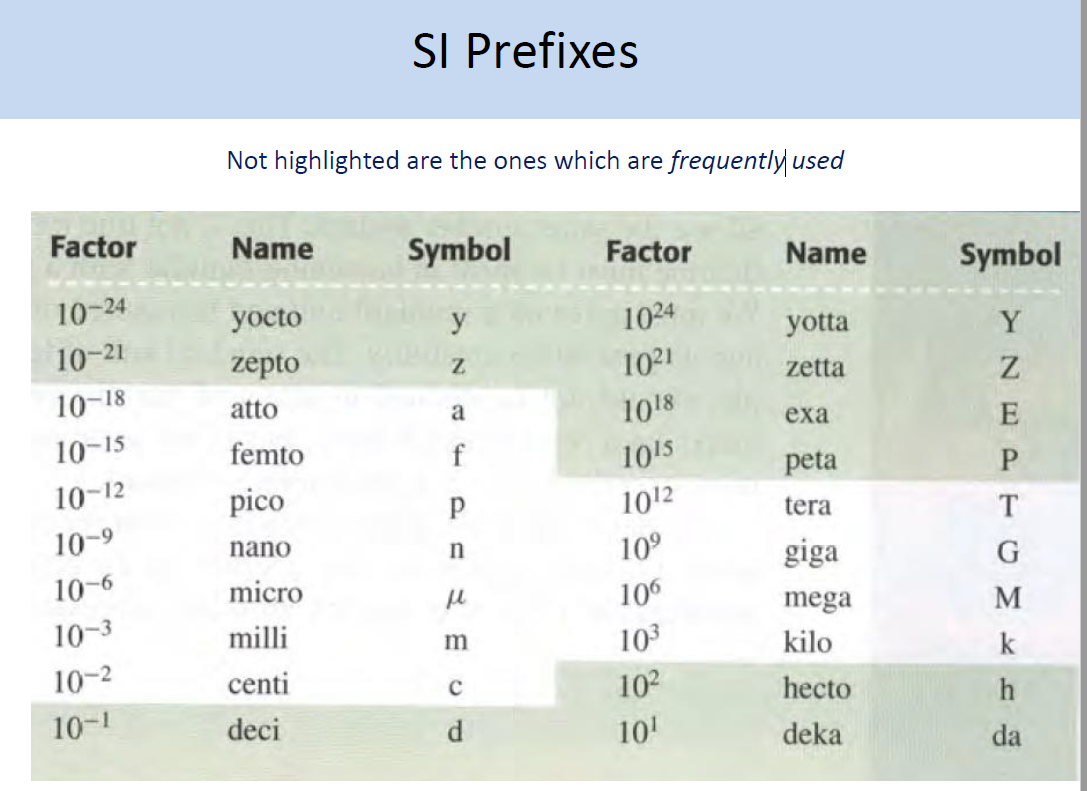 SI Prefixes
Not highlighted are the ones which are frequently used
Factor Name Symbol Factor Name Symbol
10⁻²⁴ yocto y 10²⁴ yotta Y
10⁻²¹ zepto z 10²¹ zetta Z
10⁻¹⁸ atto a 10¹⁸ exa E
10⁻¹⁵ femto f 10¹⁵ peta P
10⁻¹² pico p 10¹² tera T
10⁻⁹ nano n 10⁹ giga G
10⁻⁶ micro μ 10⁶ mega M
10⁻³ milli m 10³ kilo k
10⁻² centi c 10² hecto h
10⁻¹ deci d 10¹ deka da